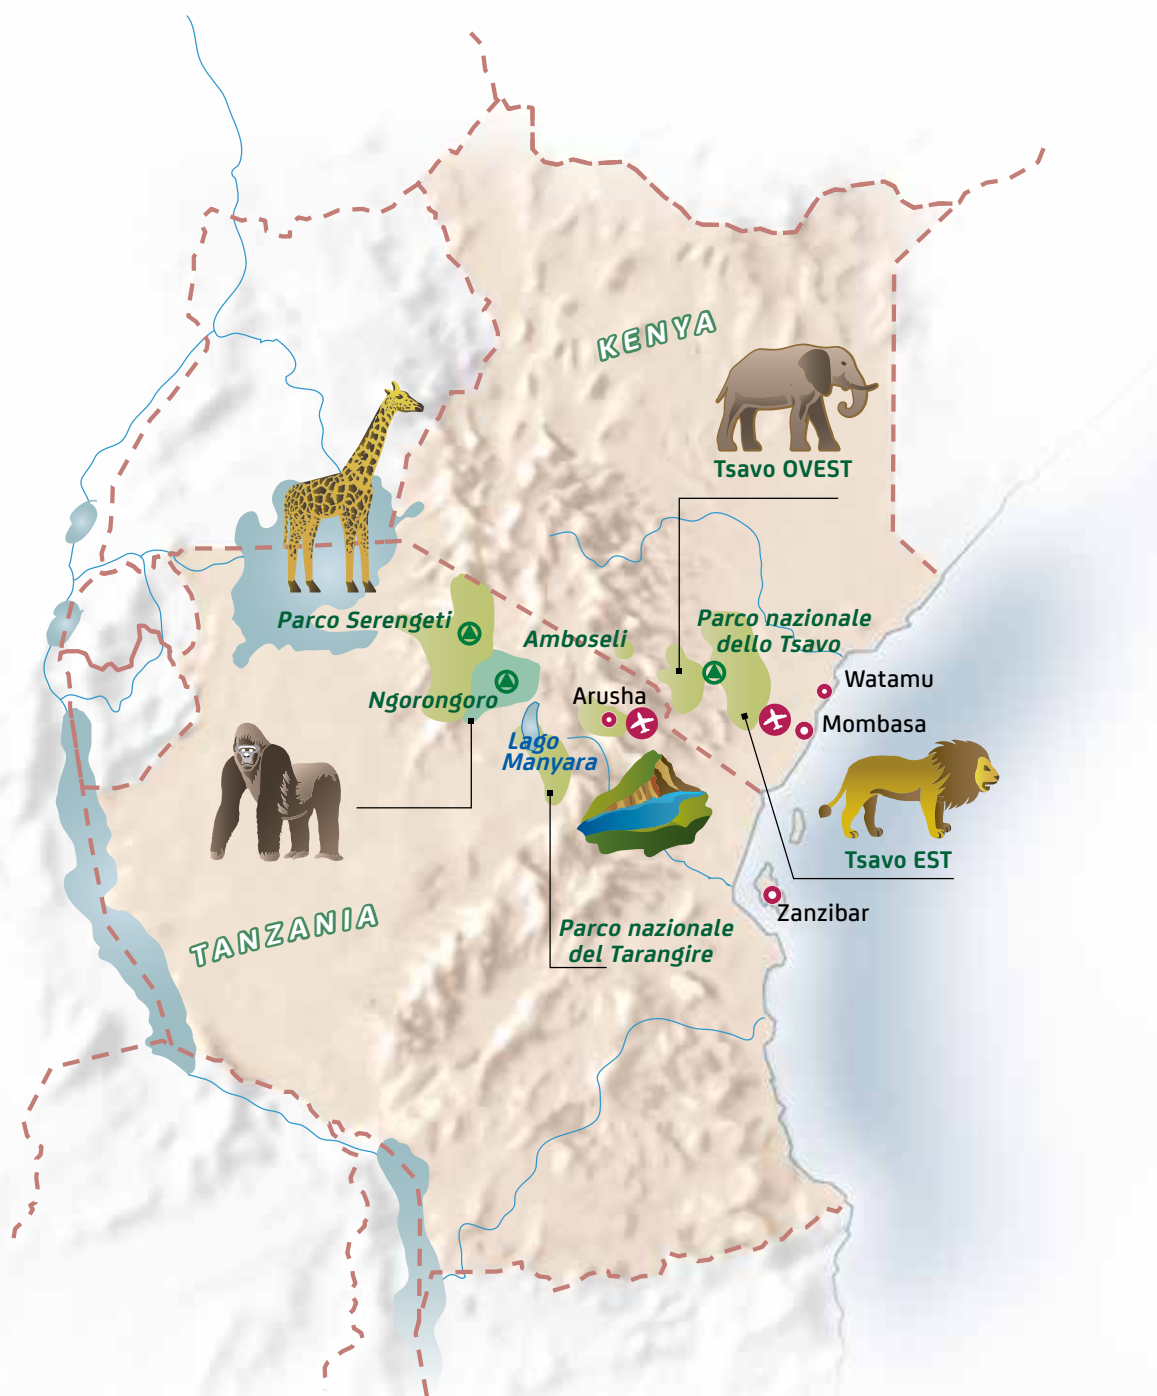 KENYA
Tsavo OVEST
Parco Serengeti
Amboseli
Parco nazionale
dello Tsavo
Ngorongoro
Arusha
Watamu
Mombasa
Lago
Manyara
Tsavo EST
TANZANIA
Zanzibar
Parco nazionale
del Tarangire